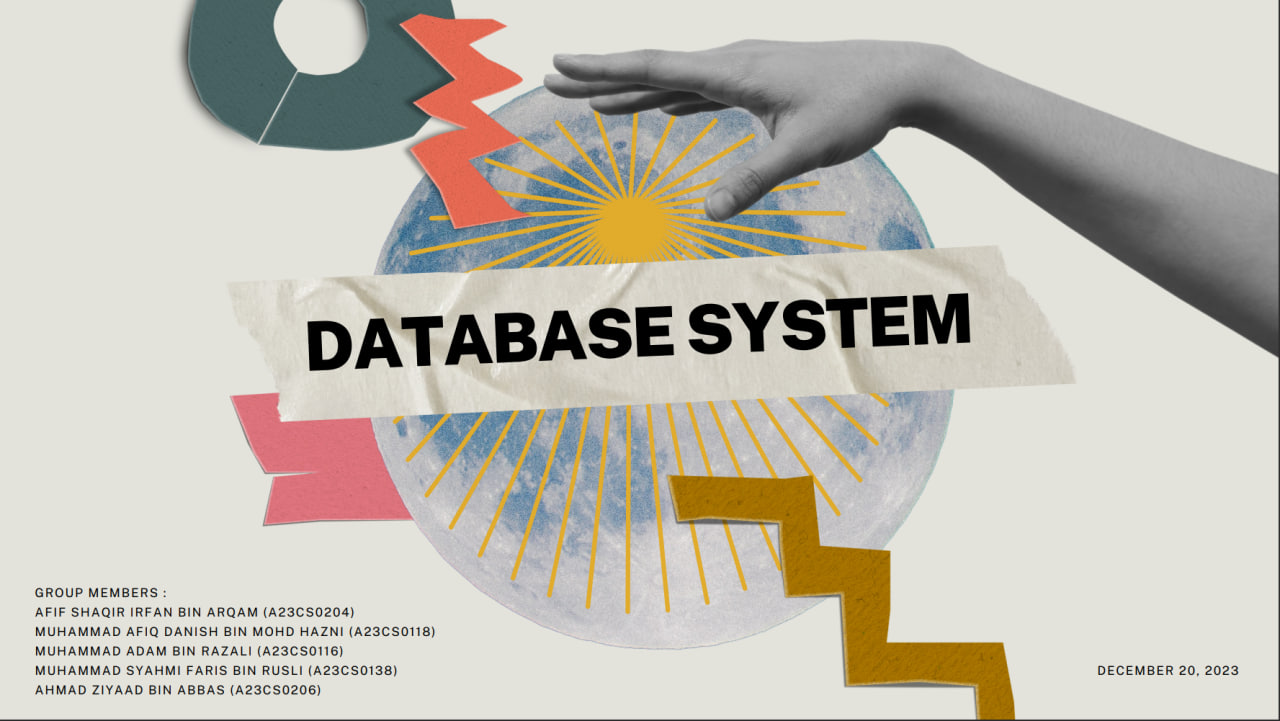 DATABASE SYSTEM
GROUP MEMBERS :
AFIF SHAQIR IRFAN BIN ARQAM (A23CS0204)
MUHAMMAD AFIQ DANISH BIN MOHD HAZNI (A23CS0118)
MUHAMMAD ADAM BIN RAZALI (A23CS0116)
MUHAMMAD SYAHMI FARIS BIN RUSLI (A23CS0138)
AHMAD ZIYAAD BIN ABBAS (A23CS0206)
DECEMBER 20, 2023